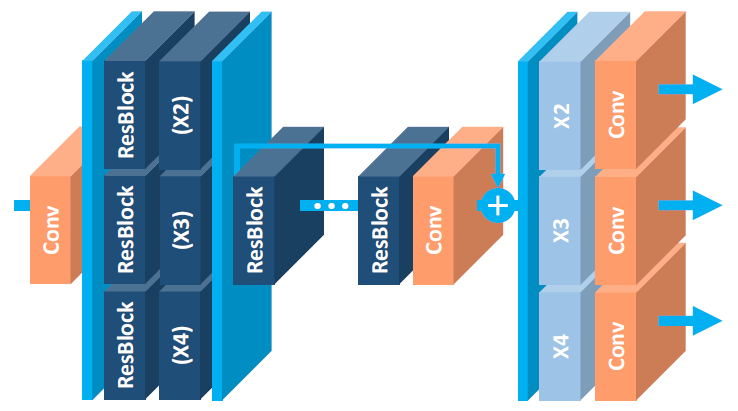 Conv
ResBlock
(X2)
ResBlock
(X3)
ResBlock
(X4)
ResBlock
ResBlock
Conv
X2
Conv
X3
Conv
X4
Conv